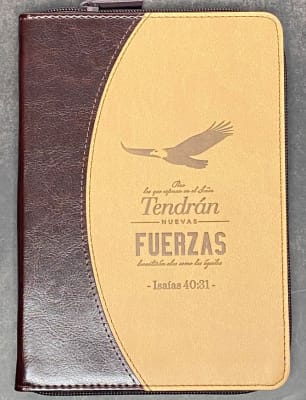 Pero
los que esperan en el Señor
Tendrán
NUEVAS
FUERZAS
levantarán alas como las águilas
- Isaías 40:31 -